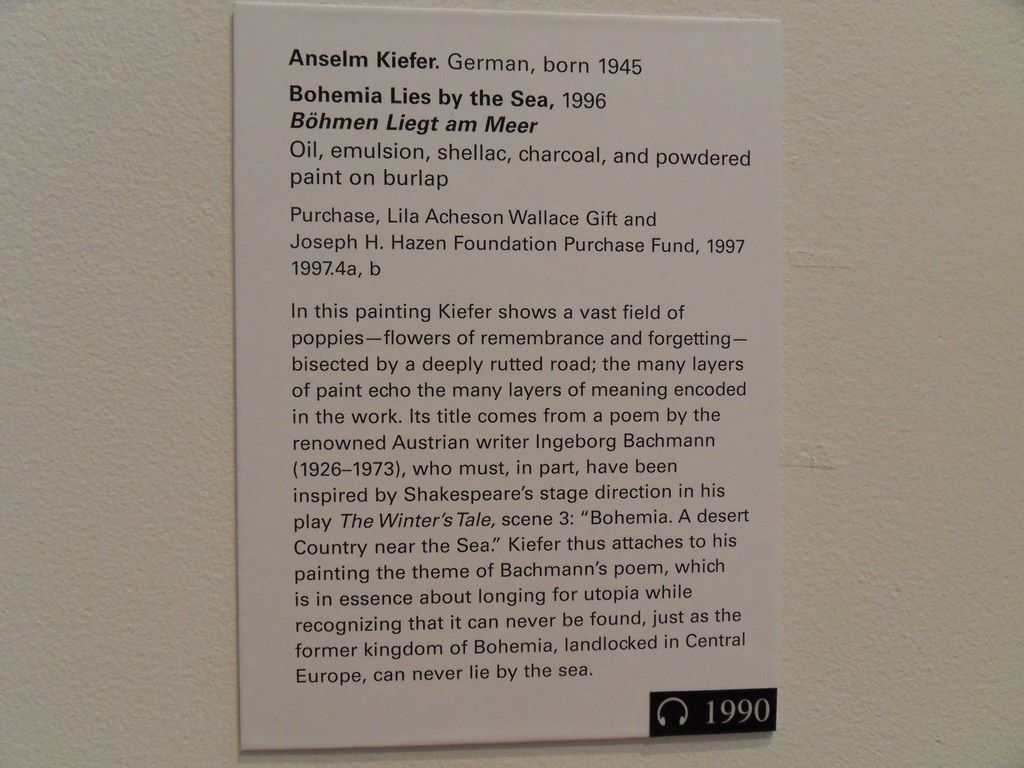 Anselm Kiefer. German, born 1945
Bohemia Lies by the Sea, 1996
Böhmen Liegt am Meer
Oil, emulsion, shellac, charcoal, and powdered
paint on burlap
Purchase, Lila Acheson Wallace Gift and
Joseph H. Hazen Foundation Purchase Fund, 1997
1997.4a, b
In this painting Kiefer shows a vast field of
poppies—flowers of remembrance and forgetting—
bisected by a deeply rutted road; the many layers
of paint echo the many layers of meaning encoded
in the work. Its title comes from a poem by the
renowned Austrian writer Ingeborg Bachmann
(1926–1973), who must, in part, have been
inspired by Shakespeare's stage direction in his
play The Winter's Tale, scene 3: “Bohemia. A desert
Country near the Sea.” Kiefer thus attaches to his
painting the theme of Bachmann's poem, which
is in essence about longing for utopia while
recognizing that it can never be found, just as the
former kingdom of Bohemia, landlocked in Central
Europe, can never lie by the sea.
1990